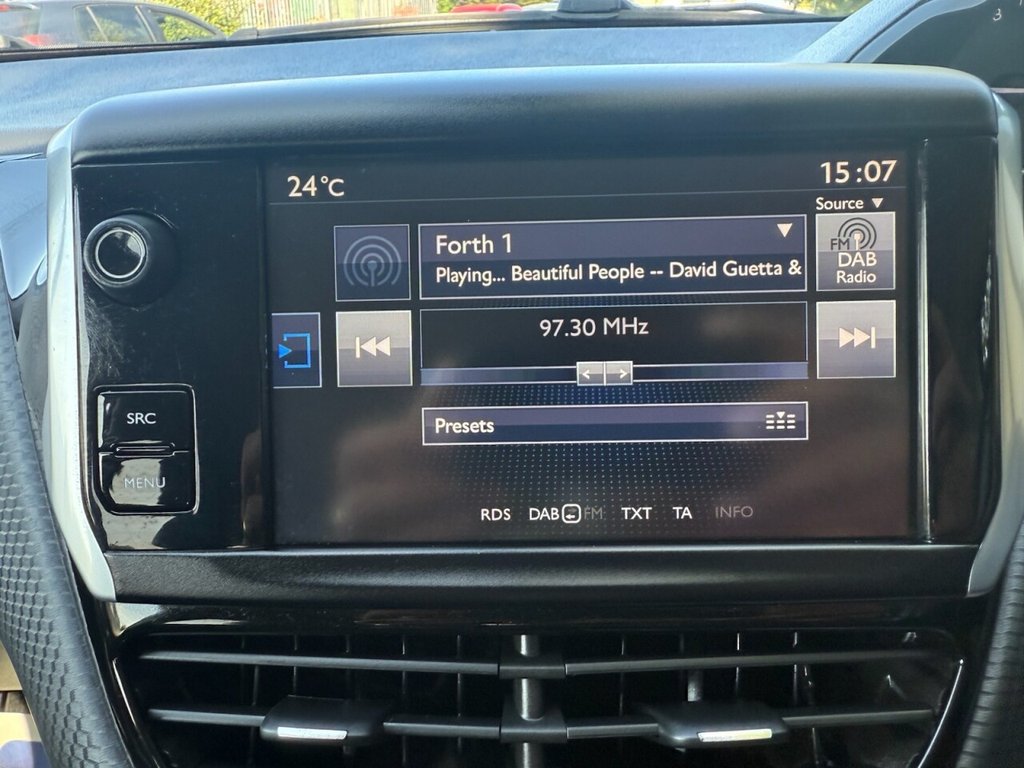 3
24°C
15:07
Source
Forth 1
Playing... Beautiful People -- David Guetta &
FM
DAB
Radio
97.30 MHz
SRC
MENU
Presets
RDS DAB FM TXT TA INFO